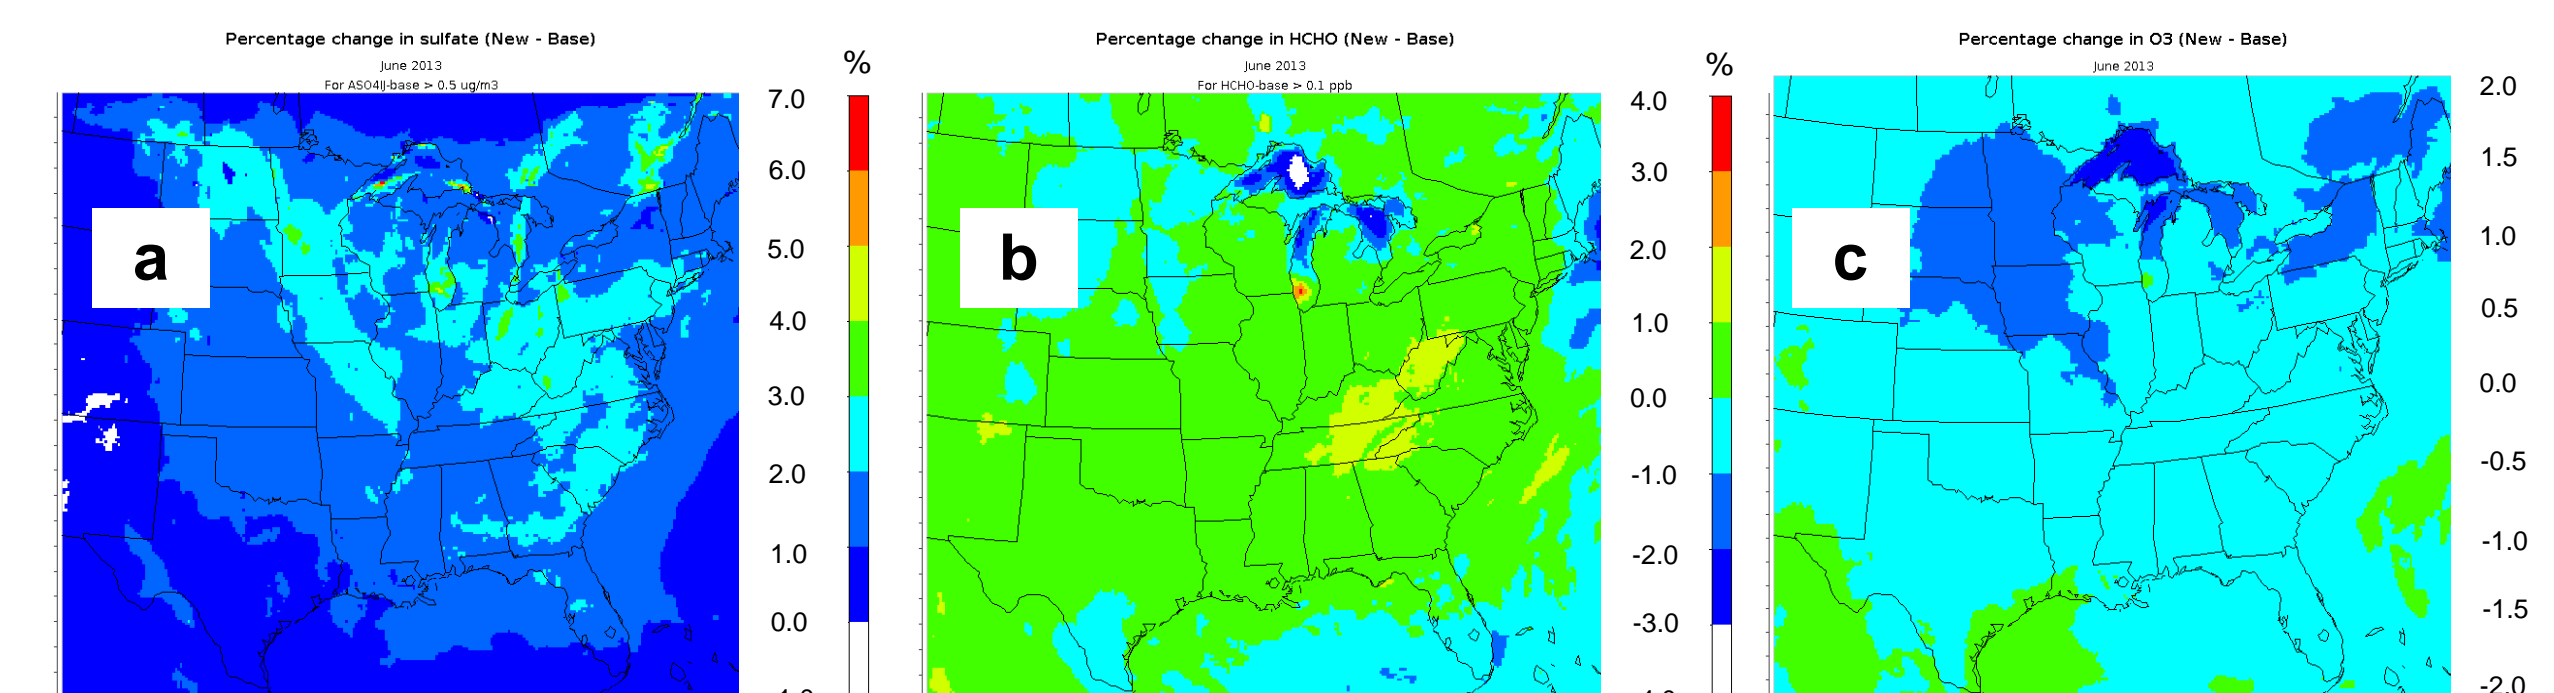 Percentage change in sulfate (New - Base)
June 2013
For ASO4IJ-base > 0.5 ug/m3
%
7.0
6.0
5.0
4.0
3.0
2.0
1.0
0.0
a
Percentage change in HCHO (New - Base)
June 2013
For HCHO-base > 0.1 ppb
%
4.0
3.0
2.0
1.0
0.0
-1.0
-2.0
-3.0
b
Percentage change in O3 (New - Base)
June 2013
2.0
1.5
1.0
0.5
0.0
-0.5
-1.0
-1.5
-2.0
c